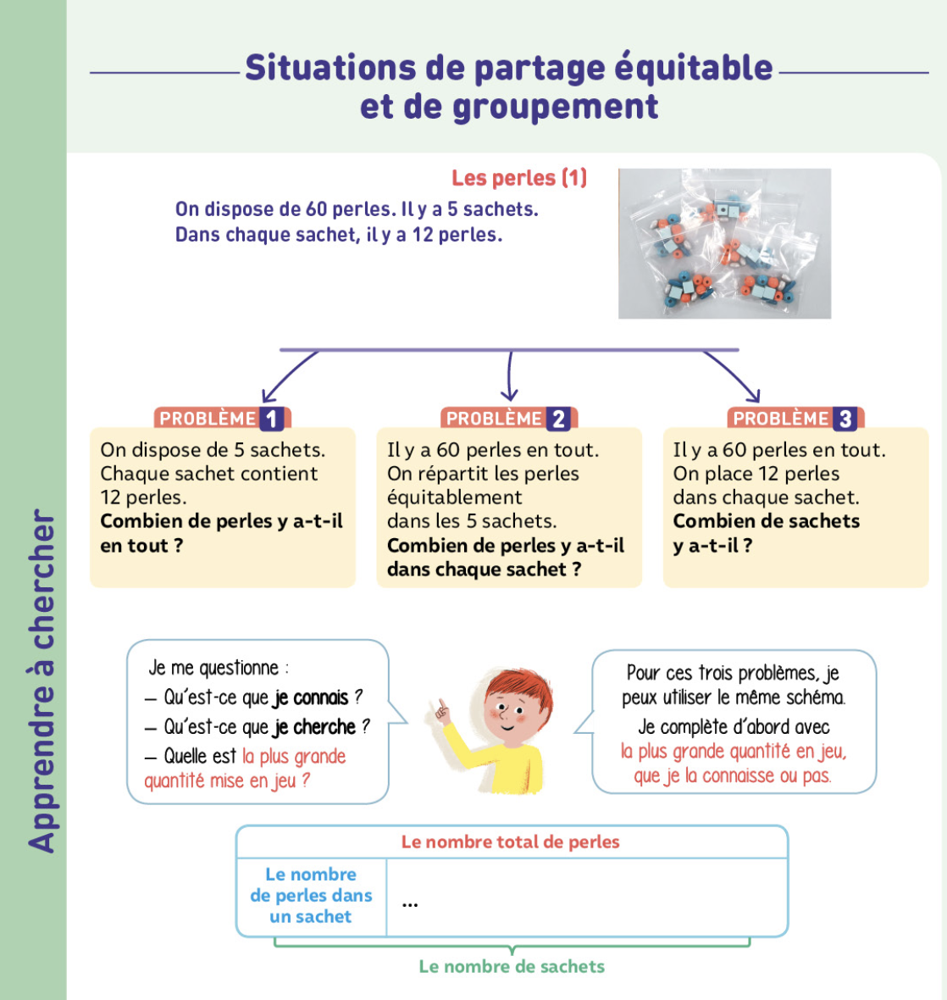 Situations de partage équitable
et de groupement
Les perles (1)
On dispose de 60 perles. Il y a 5 sachets.
Dans chaque sachet, il y a 12 perles.
PROBLÈME 1
On dispose de 5 sachets.
Chaque sachet contient
12 perles.
Combien de perles y a-t-il
en tout ?
PROBLÈME 2
Il y a 60 perles en tout.
On répartit les perles
équitablement
dans les 5 sachets.
Combien de perles y a-t-il
dans chaque sachet ?
PROBLÈME 3
Il y a 60 perles en tout.
On place 12 perles
dans chaque sachet.
Combien de sachets
y a-t-il ?
Apprendre à chercher
Je me questionne :
– Qu'est-ce que je connais ?
– Qu'est-ce que je cherche ?
– Quelle est la plus grande
quantité mise en jeu ?
Pour ces trois problèmes, je
peux utiliser le même schéma.
Je complète d'abord avec
la plus grande quantité en jeu,
que je la connaisse ou pas.
Le nombre total de perles
Le nombre
de perles dans
un sachet
...
Le nombre de sachets